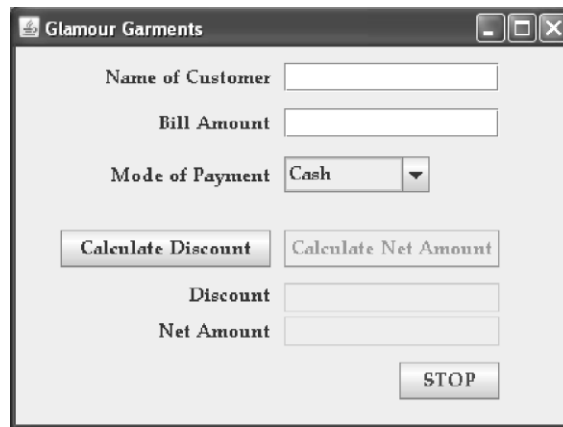 Glamour Garments
Name of Customer
Bill Amount
Mode of Payment Cash
Calculate Discount Calculate Net Amount
Discount
Net Amount
STOP